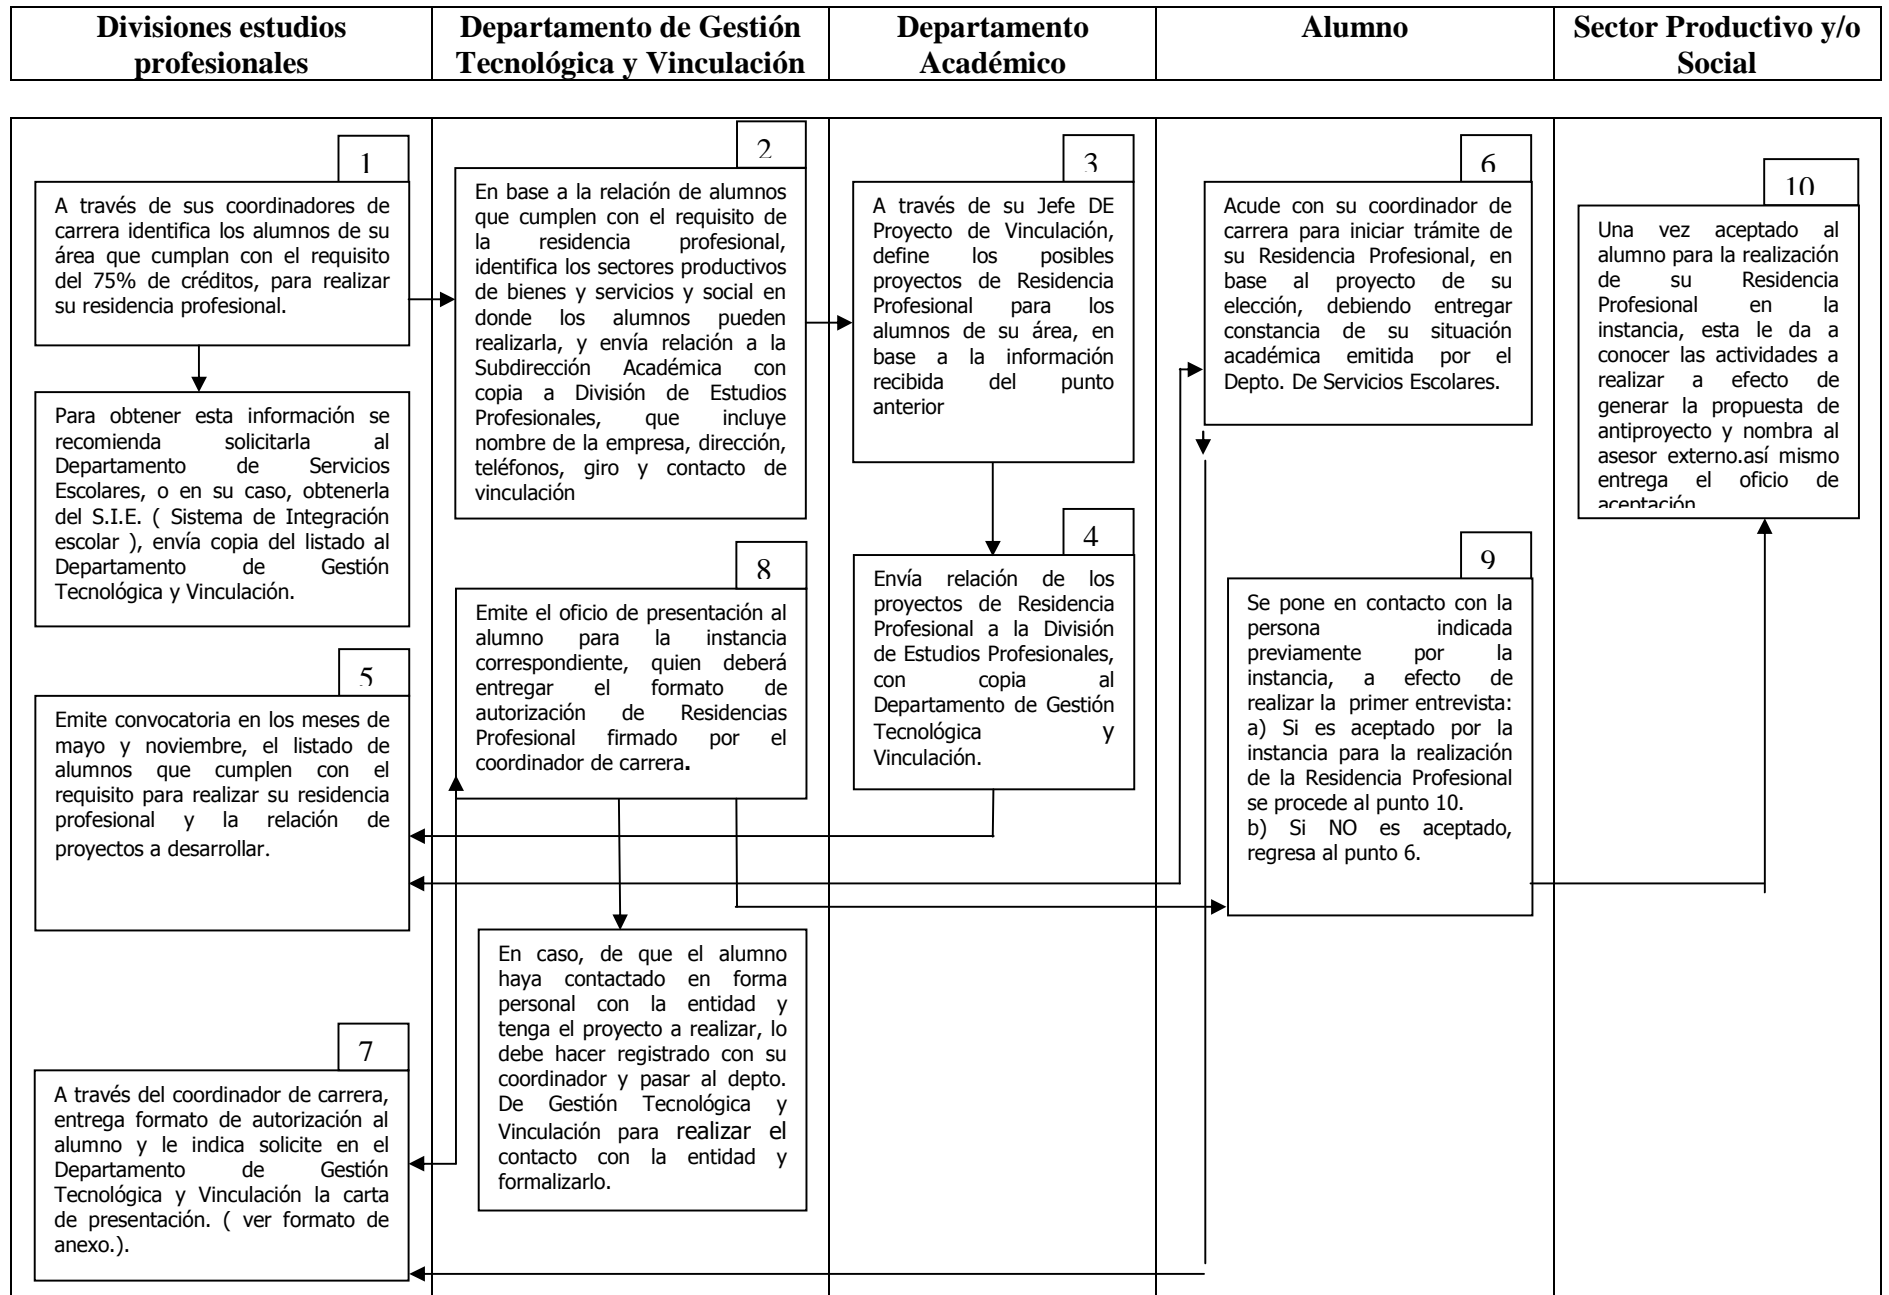 Divisiones estudios
profesionales
Departamento de Gestión
Tecnológica y Vinculación
Departamento
Académico
Alumno
Sector Productivo y/o
Social
1
A través de sus coordinadores de
carrera identifica los alumnos de su
área que cumplan con el requisito
del 75% de créditos, para realizar
su residencia profesional.
Para obtener esta información se
recomienda solicitarla al
Departamento de Servicios
Escolares, o en su caso, obtenerla
del S.I.E. ( Sistema de Integración
escolar ), envía copia del listado al
Departamento de Gestión
Tecnológica y Vinculación.
2
En base a la relación de alumnos
que cumplen con el requisito de
la residencia profesional,
identifica los sectores productivos
de bienes y servicios y social en
donde los alumnos pueden
realizarla, y envía relación a la
Subdirección Académica con
copia a División de Estudios
Profesionales, que incluye
nombre de la empresa, dirección,
teléfonos, giro y contacto de
vinculación
3
A través de su Jefe DE
Proyecto de Vinculación,
define los posibles
proyectos de Residencia
Profesional para los
alumnos de su área, en
base a la información
recibida del punto
anterior
4
Envía relación de los
proyectos de Residencia
Profesional a la División
de Estudios Profesionales,
con copia al
Departamento de Gestión
Tecnológica y
Vinculación.
5
Emite convocatoria en los meses de
mayo y noviembre, el listado de
alumnos que cumplen con el
requisito para realizar su residencia
profesional y la relación de
proyectos a desarrollar.
6
Acude con su coordinador de
carrera para iniciar trámite de
su Residencia Profesional, en
base al proyecto de su
elección, debiendo entregar
constancia de su situación
académica emitida por el
Depto. De Servicios Escolares.
7
A través del coordinador de carrera,
entrega formato de autorización al
alumno y le indica solicite en el
Departamento de Gestión
Tecnológica y Vinculación la carta
de presentación. ( ver formato de
anexo.).
8
Emite el oficio de presentación al
alumno para la instancia
correspondiente, quien deberá
entregar el formato de
autorización de Residencias
Profesional firmado por el
coordinador de carrera.
En caso, de que el alumno
haya contactado en forma
personal con la entidad y
tenga el proyecto a realizar, lo
debe hacer registrado con su
coordinador y pasar al depto.
De Gestión Tecnológica y
Vinculación para realizar el
contacto con la entidad y
formalizarlo.
9
Se pone en contacto con la
persona indicada
previamente por la
instancia, a efecto de
realizar la primer entrevista:
a) Si es aceptado por la
instancia para la realización
de la Residencia Profesional
se procede al punto 10.
b) Si NO es aceptado,
regresa al punto 6.
10
Una vez aceptado al
alumno para la realización
de su Residencia
Profesional en la
instancia, esta le da a
conocer las actividades a
realizar a efecto de
generar la propuesta de
antiproyecto y nombra al
asesor externo.así mismo
entrega el oficio de
aceptación